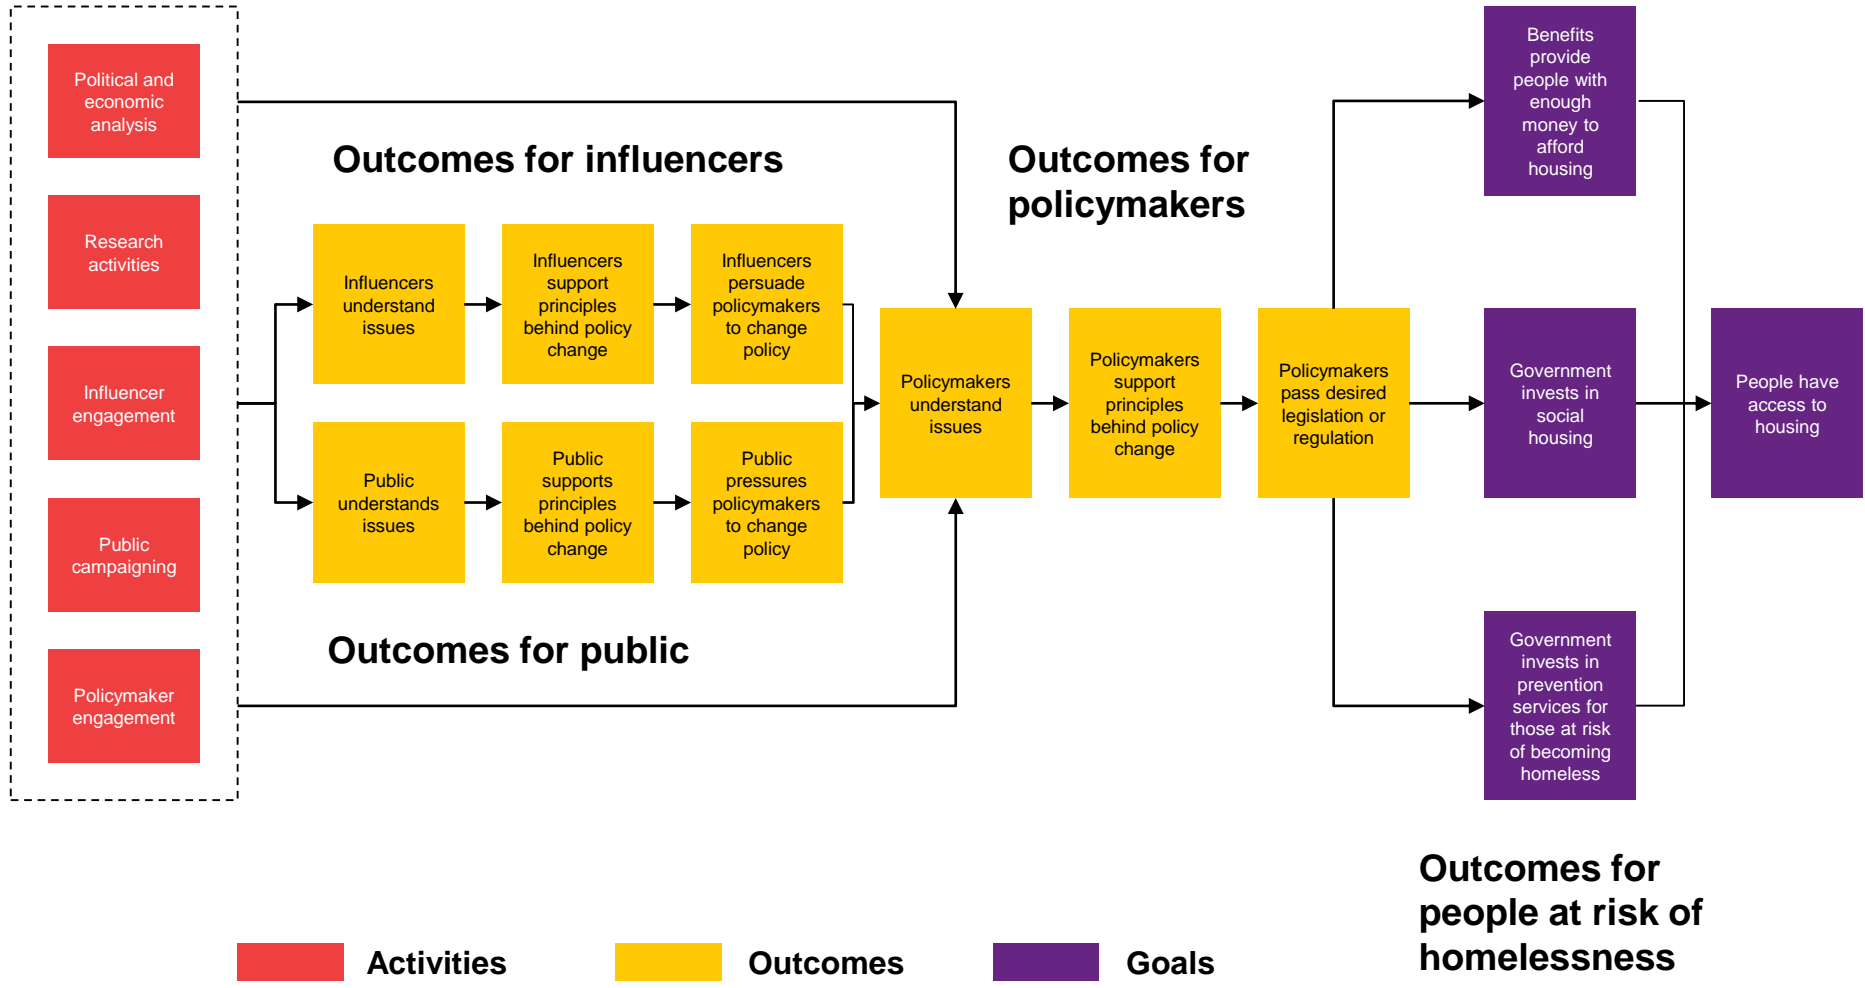 Political and
economic
analysis
Research
activities
Influencer
engagement
Public
campaigning
Policymaker
engagement
Outcomes for influencers
Influencers
understand
issues
Influencers
support
principles
behind policy
change
Influencers
persuade
policymakers
to change
policy
Public
understands
issues
Public
supports
principles
behind policy
change
Public
pressures
policymakers
to change
policy
Outcomes for public
Outcomes for
policymakers
Policymakers
understand
issues
Policymakers
support
principles
behind policy
change
Policymakers
pass desired
legislation or
regulation
Benefits
provide
people with
enough
money to
afford
housing
Government
invests in
social
housing
Government
invests in
prevention
services for
those at risk
of becoming
homeless
People have
access to
housing
Outcomes for
people at risk of
homelessness
Activities
Outcomes
Goals